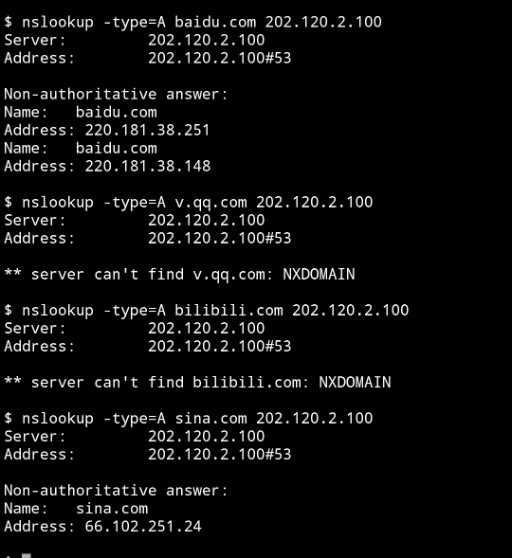 $ nslookup -type=A baidu.com 202.120.2.100
Server:         202.120.2.100
Address:        202.120.2.100#53

Non-authoritative answer:
Name:   baidu.com
Address: 220.181.38.251
Name:   baidu.com
Address: 220.181.38.148

$ nslookup -type=A v.qq.com 202.120.2.100
Server:         202.120.2.100
Address:        202.120.2.100#53

** server can't find v.qq.com: NXDOMAIN

$ nslookup -type=A bilibili.com 202.120.2.100
Server:         202.120.2.100
Address:        202.120.2.100#53

** server can't find bilibili.com: NXDOMAIN

$ nslookup -type=A sina.com 202.120.2.100
Server:         202.120.2.100
Address:        202.120.2.100#53

Non-authoritative answer:
Name:   sina.com
Address: 66.102.251.24